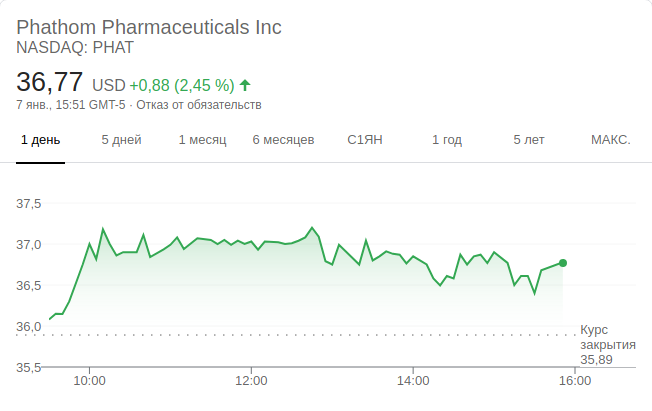 Phathom Pharmaceuticals Inc
NASDAQ: PHAT
36,77 USD +0,88 (2,45 %)
7 янв., 15:51 GMT-5 · Отказ от обязательств
1 день 5 дней 1 месяц 6 месяцев С1ЯН 1 год 5 лет МАКС.
37,5
37,0
36,5
36,0
Курс
закрытия
35,89
35,5
10:00 12:00 14:00 16:00